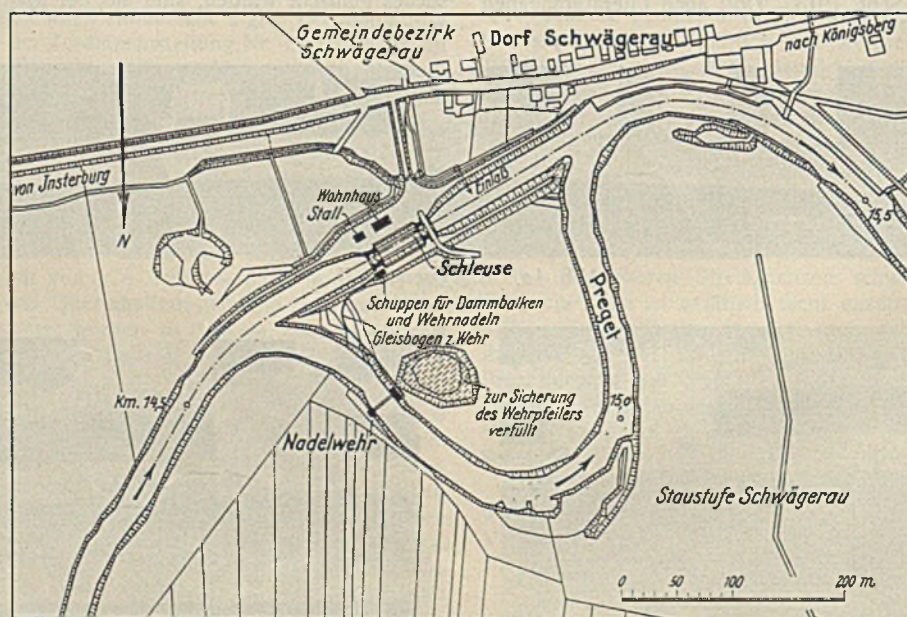 Gemeindebezirk
Schwägerau
Dorf Schwägerau
nach Königsberg
von Jnsterburg
N
Wohnhaus
Stall
Einlaß
15,5
Schleuse
Schuppen für Dammbalken
und Wehrnadeln
Gleisbogen z. Wehr
Pregel
Km. 14,5
zur Sicherung
des Wehrpfeilers
verfüllt
15,0
Nadelwehr
Staustufe Schwägerau
0 50 100 200 m